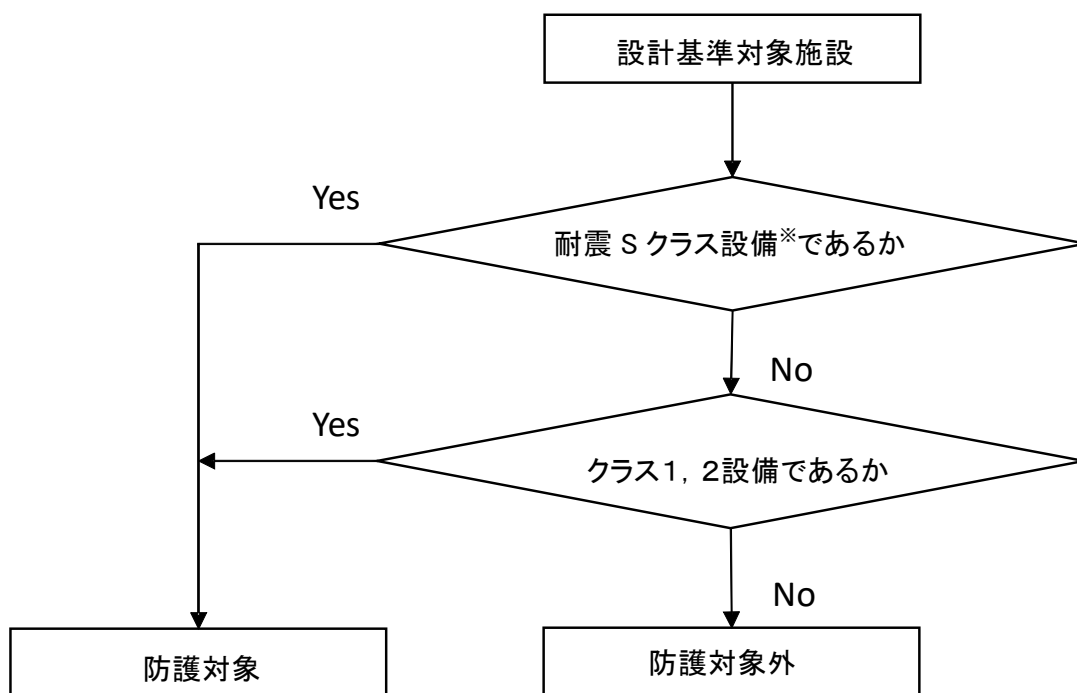 設計基準対象施設
Yes
耐震 S クラス設備※であるか
No
Yes
クラス１，２設備であるか
No
防護対象
防護対象外